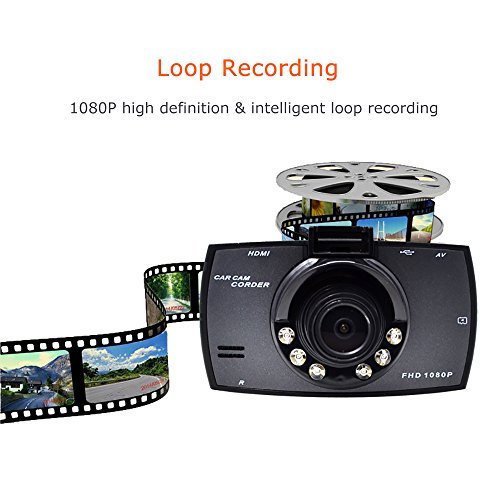 Loop Recording
1080P high definition & intelligent loop recording
HDMI
AV
CAR CAM
CORDER
R
FHD 1080P